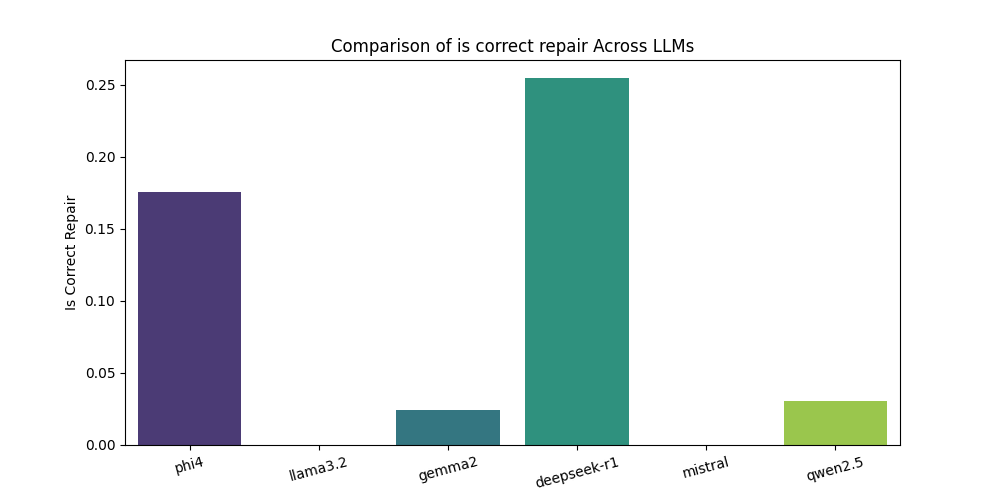 Comparison of is correct repair Across LLMs
Is Correct Repair
0.25
0.20
0.15
0.10
0.05
0.00
phi4
llama3.2
gemma2
deepseek-r1
mistral
qwen2.5